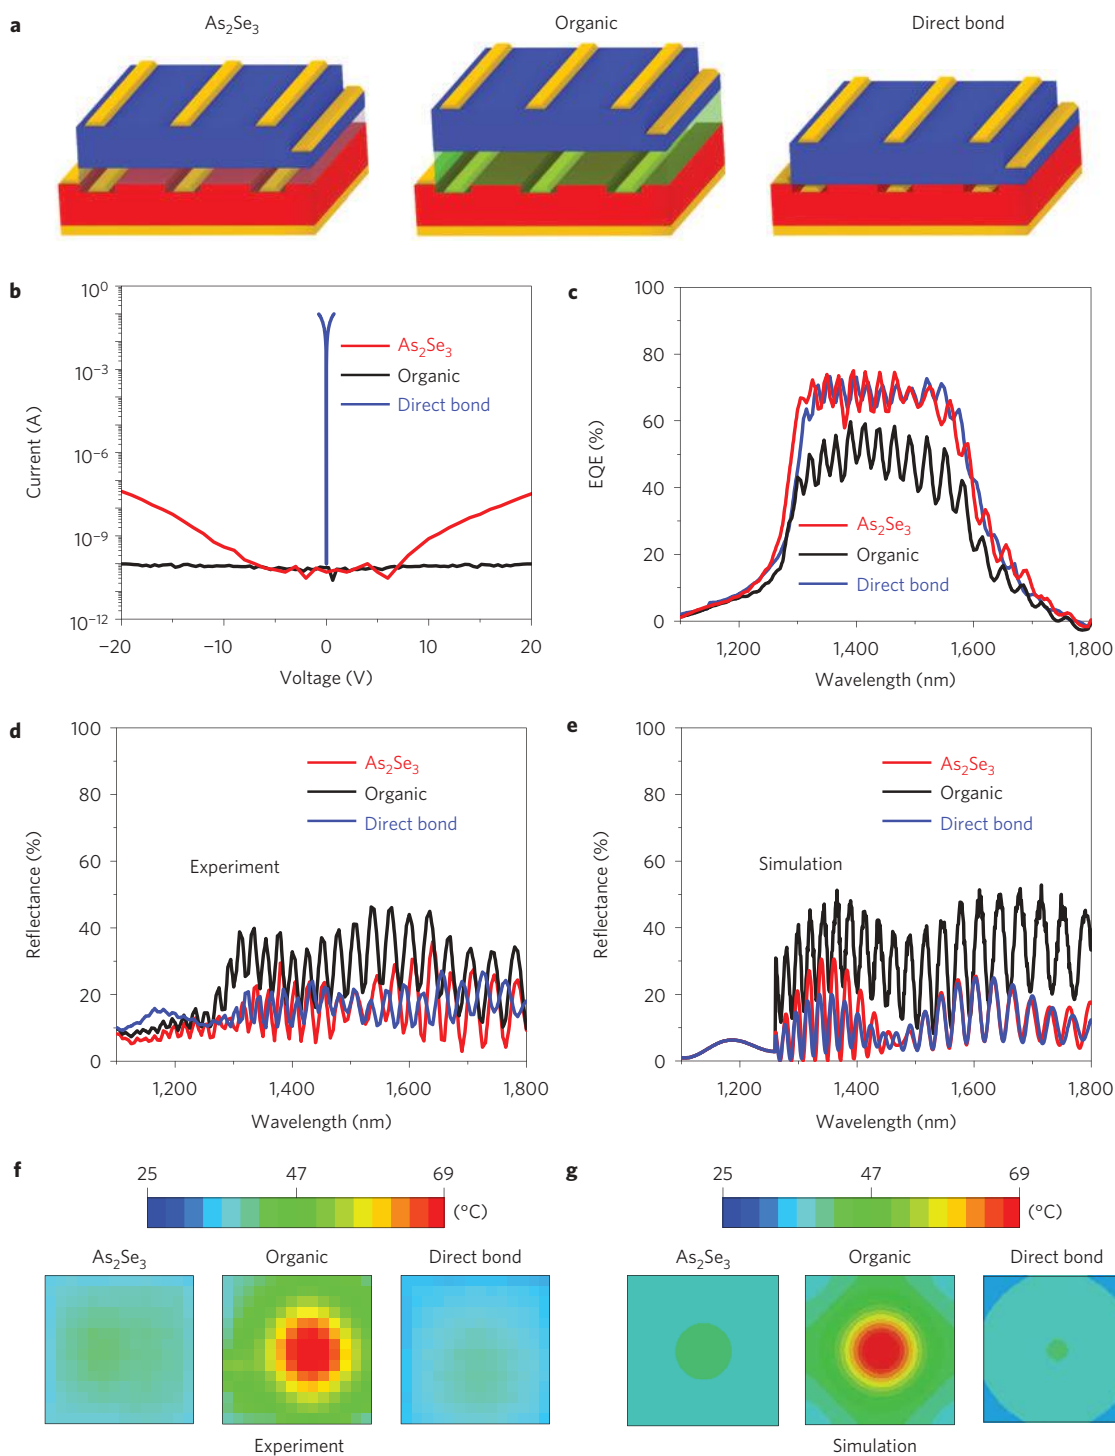 a
As₂Se₃ Organic Direct bond
b
10⁰
10⁻³
10⁻⁶
10⁻⁹
10⁻¹²
Current (A)
As₂Se₃
Organic
Direct bond
−20 −10 0 10 20
Voltage (V)
c
100
80
60
40
20
0
EQE (%)
As₂Se₃
Organic
Direct bond
1,200 1,400 1,600 1,800
Wavelength (nm)
d
100
80
60
40
20
0
Reflectance (%)
As₂Se₃
Organic
Direct bond
Experiment
1,200 1,400 1,600 1,800
Wavelength (nm)
e
100
80
60
40
20
0
Reflectance (%)
As₂Se₃
Organic
Direct bond
Simulation
1,200 1,400 1,600 1,800
Wavelength (nm)
f
25 47 69
(°C)
As₂Se₃ Organic Direct bond
Experiment
g
25 47 69
(°C)
As₂Se₃ Organic Direct bond
Simulation